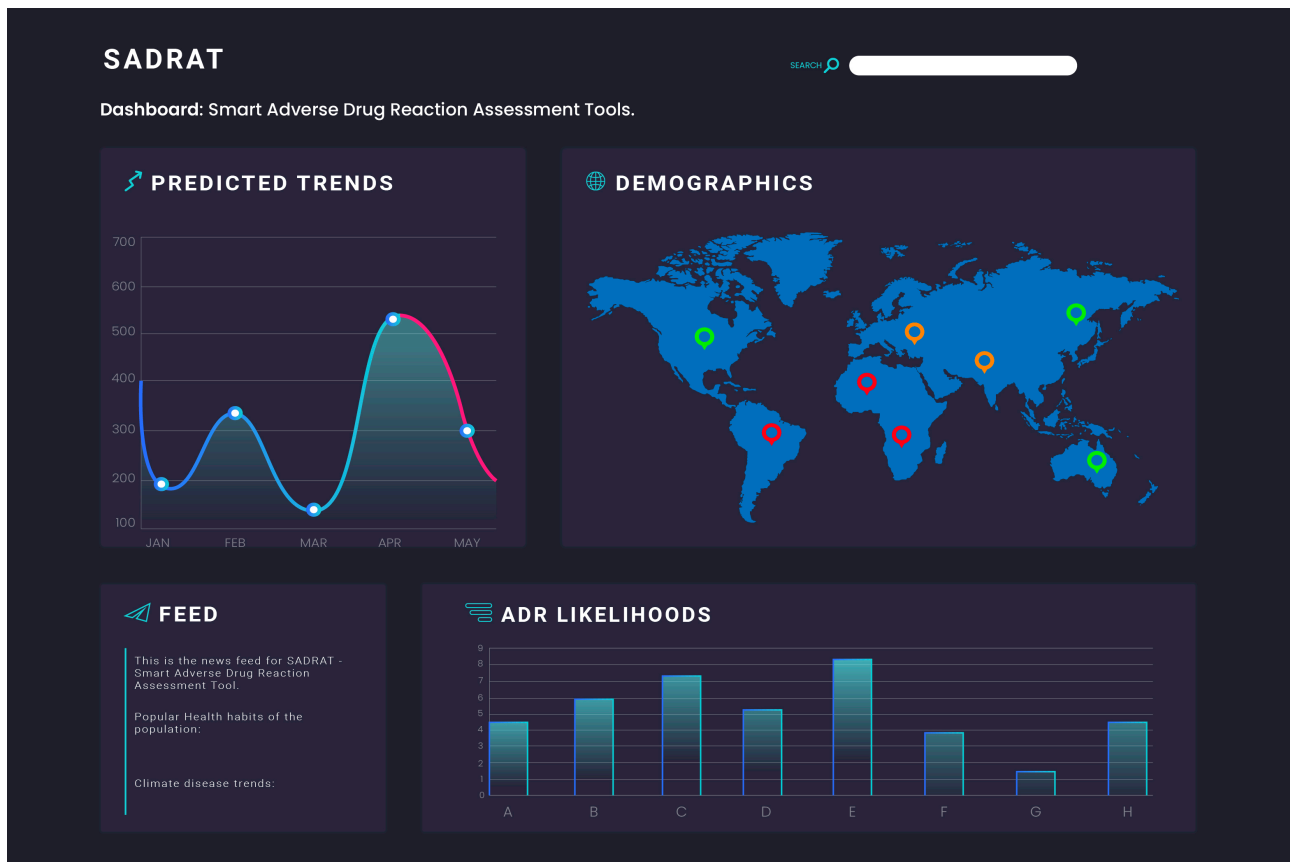 SADRAT
SEARCH
Dashboard: Smart Adverse Drug Reaction Assessment Tools.
PREDICTED TRENDS
700
600
500
400
300
200
100
JAN FEB MAR APR MAY
DEMOGRAPHICS
FEED
This is the news feed for SADRAT -
Smart Adverse Drug Reaction
Assessment Tool.
Popular Health habits of the
population:
Climate disease trends:
ADR LIKELIHOODS
9
8
7
6
5
4
3
2
1
0
A B C D E F G H